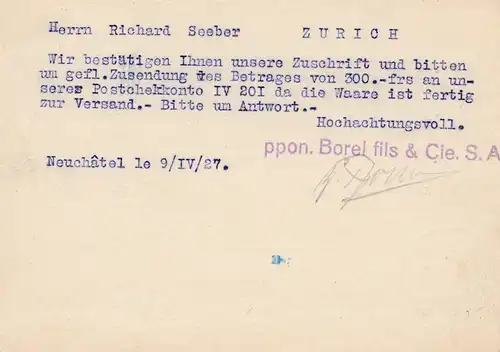 Herrn Richard Seeber ZURICH
Wir bestätigen Ihnen unsere Zuschrift und bitten
um gefl. Zusendung des Betrages von 300.-frs an un-
seres Postchekkonto IV 201 da die Waare ist fertig
zur Versand.- Bitte um Antwort.-
Hochachtungsvoll.
ppon. Borel fils & Cie. S. A
Neuchâtel le 9/IV/27.